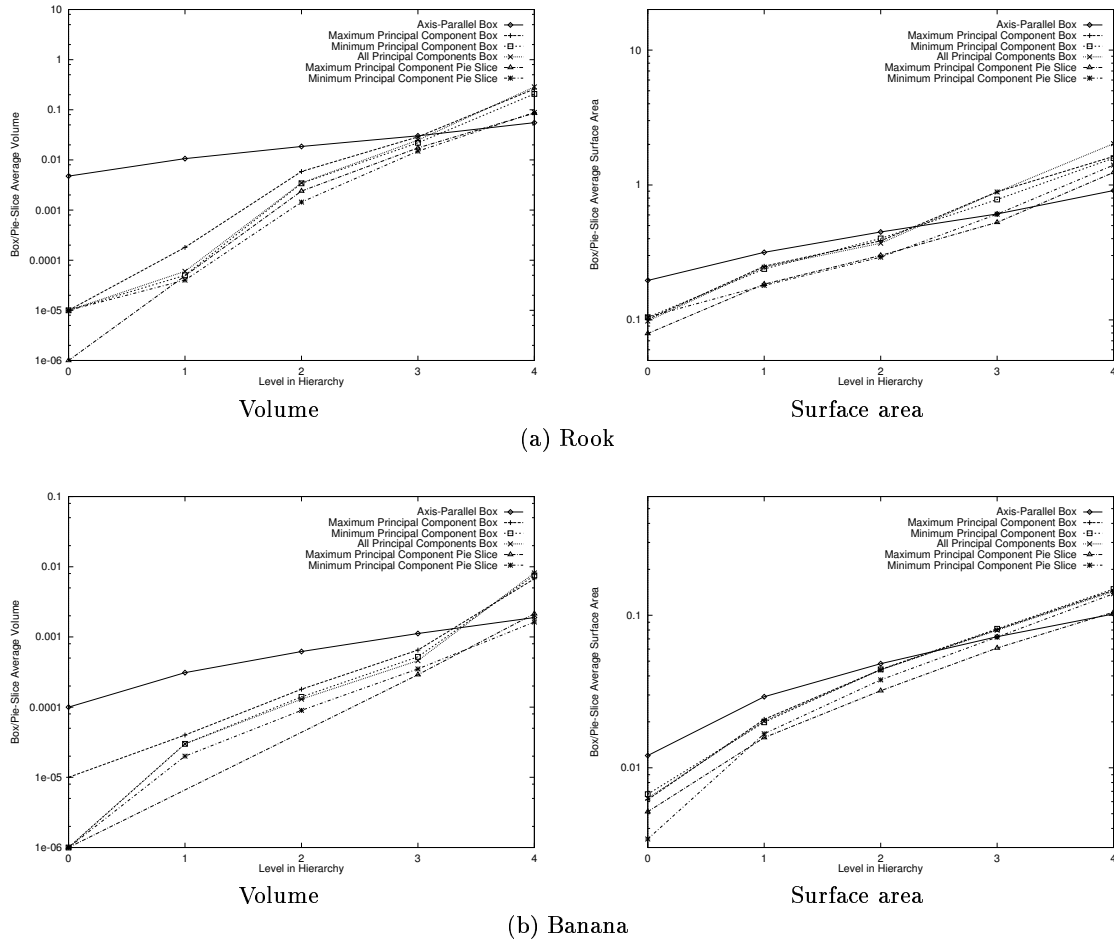 10
1
0.1
0.01
0.001
0.0001
1e-05
1e-06
Box/Pie-Slice Average Volume
Axis-Parallel Box
Maximum Principal Component Box
Minimum Principal Component Box
All Principal Components Box
Maximum Principal Component Pie Slice
Minimum Principal Component Pie Slice
0 1 2 3 4
Level in Hierarchy
Volume
10
1
0.1
Box/Pie-Slice Average Surface Area
Axis-Parallel Box
Maximum Principal Component Box
Minimum Principal Component Box
All Principal Components Box
Maximum Principal Component Pie Slice
Minimum Principal Component Pie Slice
0 1 2 3 4
Level in Hierarchy
Surface area
(a) Rook
0.1
0.01
0.001
0.0001
1e-05
1e-06
Box/Pie-Slice Average Volume
Axis-Parallel Box
Maximum Principal Component Box
Minimum Principal Component Box
All Principal Components Box
Maximum Principal Component Pie Slice
Minimum Principal Component Pie Slice
0 1 2 3 4
Level in Hierarchy
Volume
0.1
0.01
Box/Pie-Slice Average Surface Area
Axis-Parallel Box
Maximum Principal Component Box
Minimum Principal Component Box
All Principal Components Box
Maximum Principal Component Pie Slice
Minimum Principal Component Pie Slice
0 1 2 3 4
Level in Hierarchy
Surface area
(b) Banana